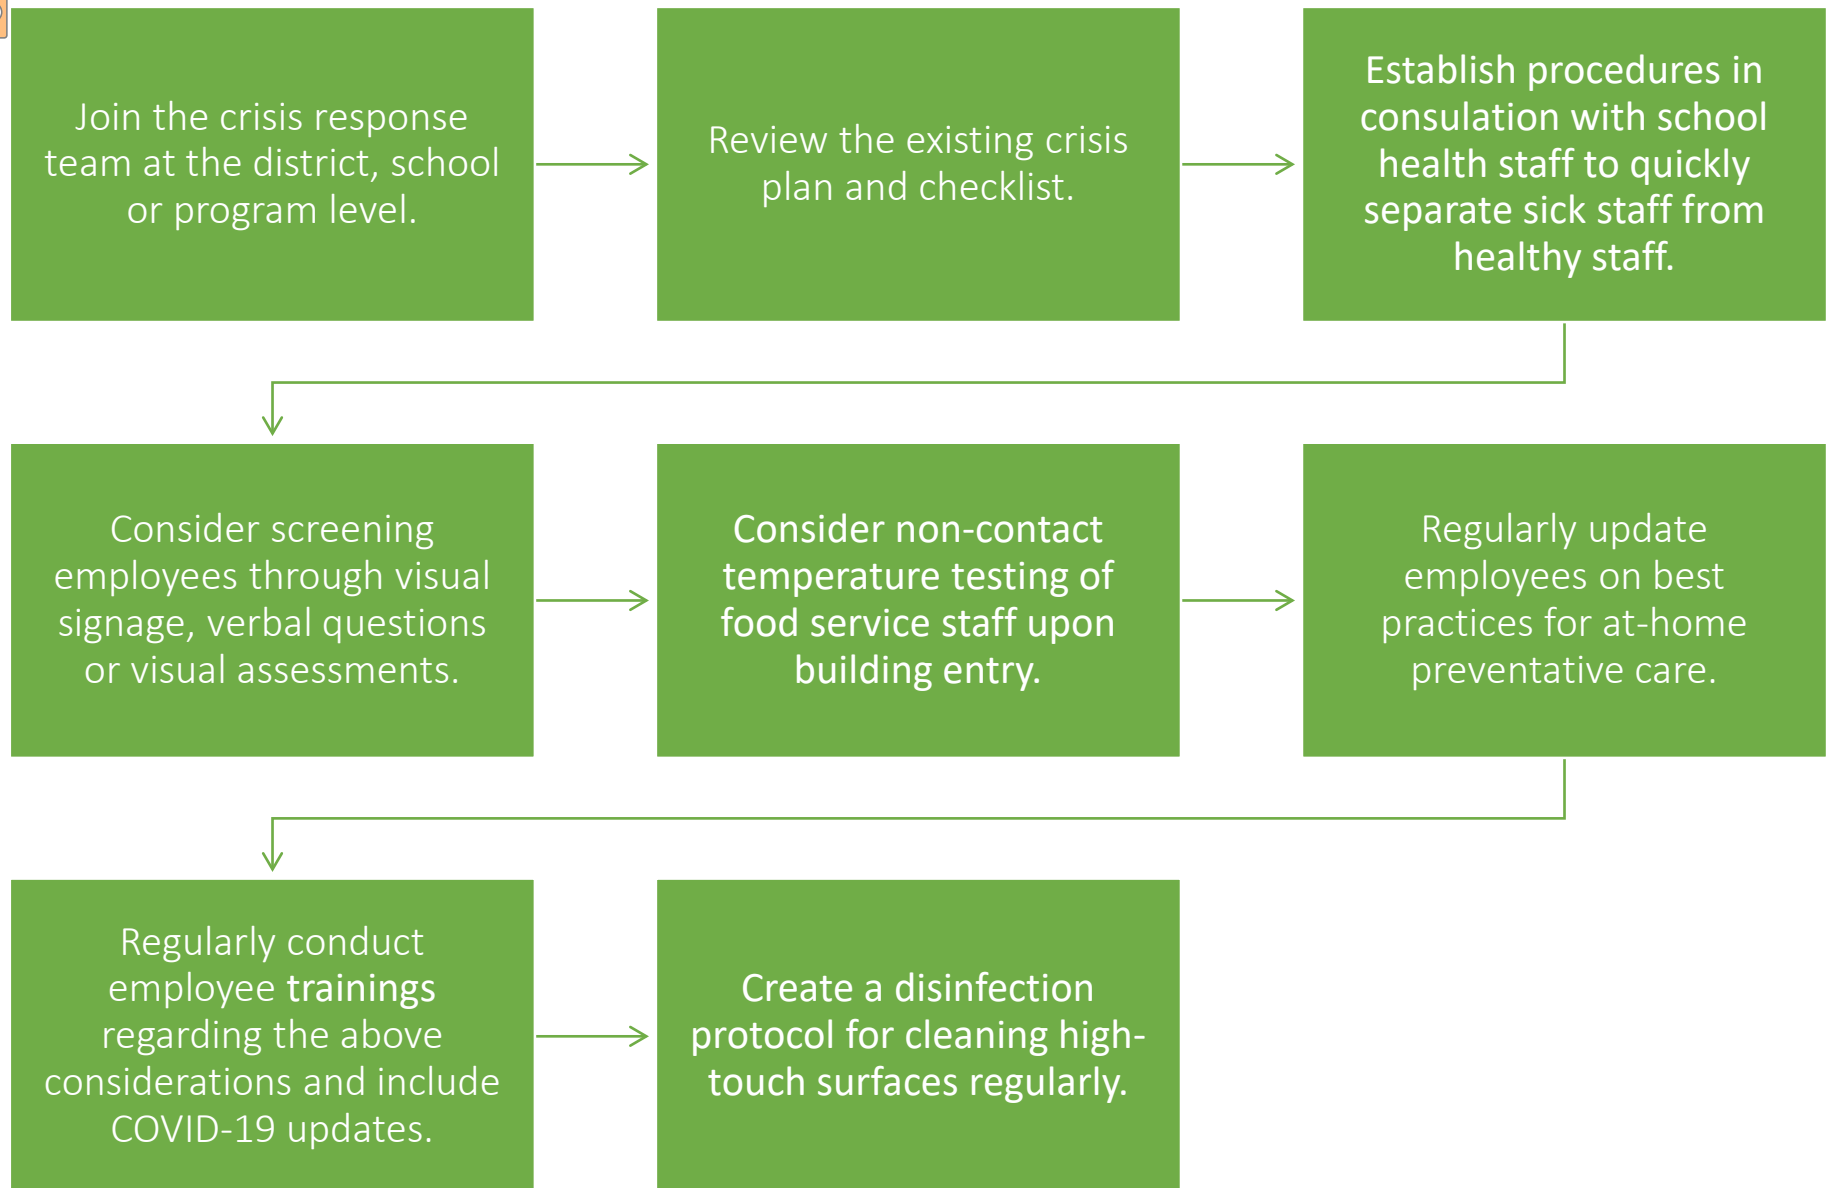 Join the crisis response
team at the district, school
or program level.
Review the existing crisis
plan and checklist.
Establish procedures in
consulation with school
health staff to quickly
separate sick staff from
healthy staff.
Consider screening
employees through visual
signage, verbal questions
or visual assessments.
Consider non-contact
temperature testing of
food service staff upon
building entry.
Regularly update
employees on best
practices for at-home
preventative care.
Regularly conduct
employee trainings
regarding the above
considerations and include
COVID-19 updates.
Create a disinfection
protocol for cleaning high-
touch surfaces regularly.